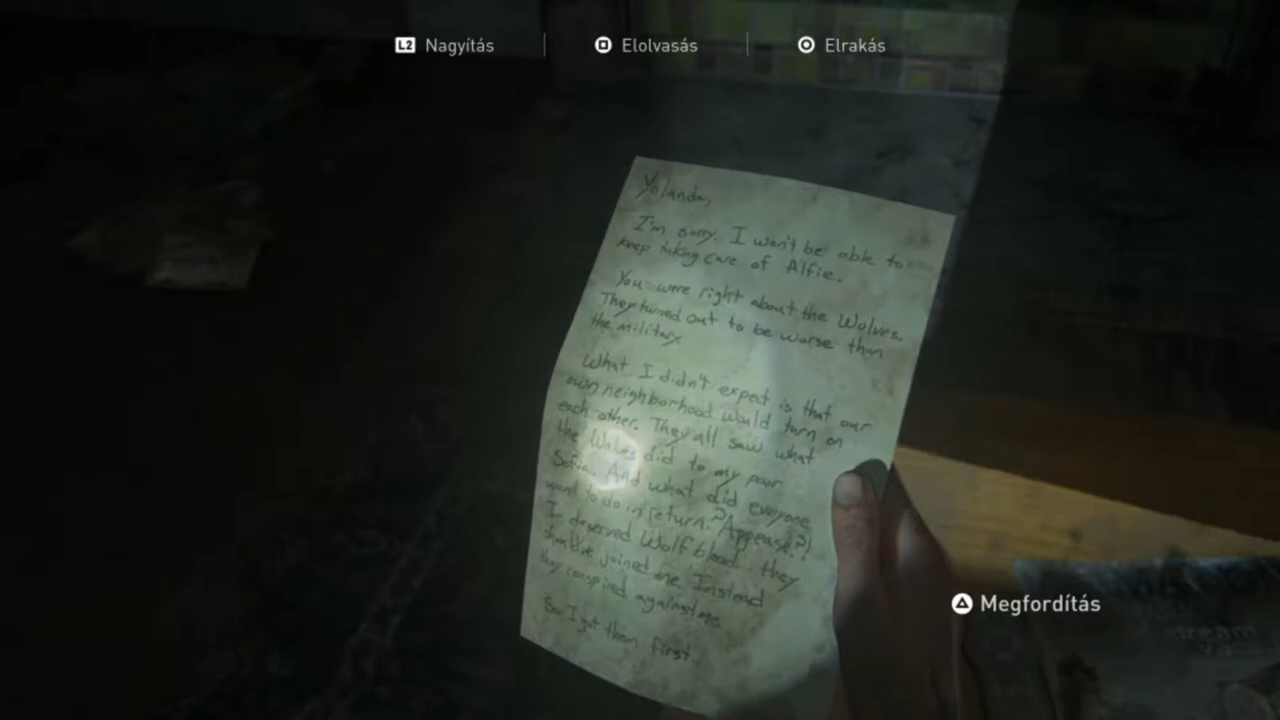 L2 Nagyítás
Elolvasás
Elrakás
Yolanda,
I'm sorry. I won't be able to
keep taking care of Alfie.
You were right about the Wolves.
They turned out to be worse than
the military.
What I didn't expect is that our
own neighborhood would turn on
each other. They all saw what
the Wolves did to my poor
Sofia. And what did everyone
want to do in return? Appease?!
I deserved Wolf blood. they
should've joined me. Instead
they conspired against me
So I got them first.
Megfordítás